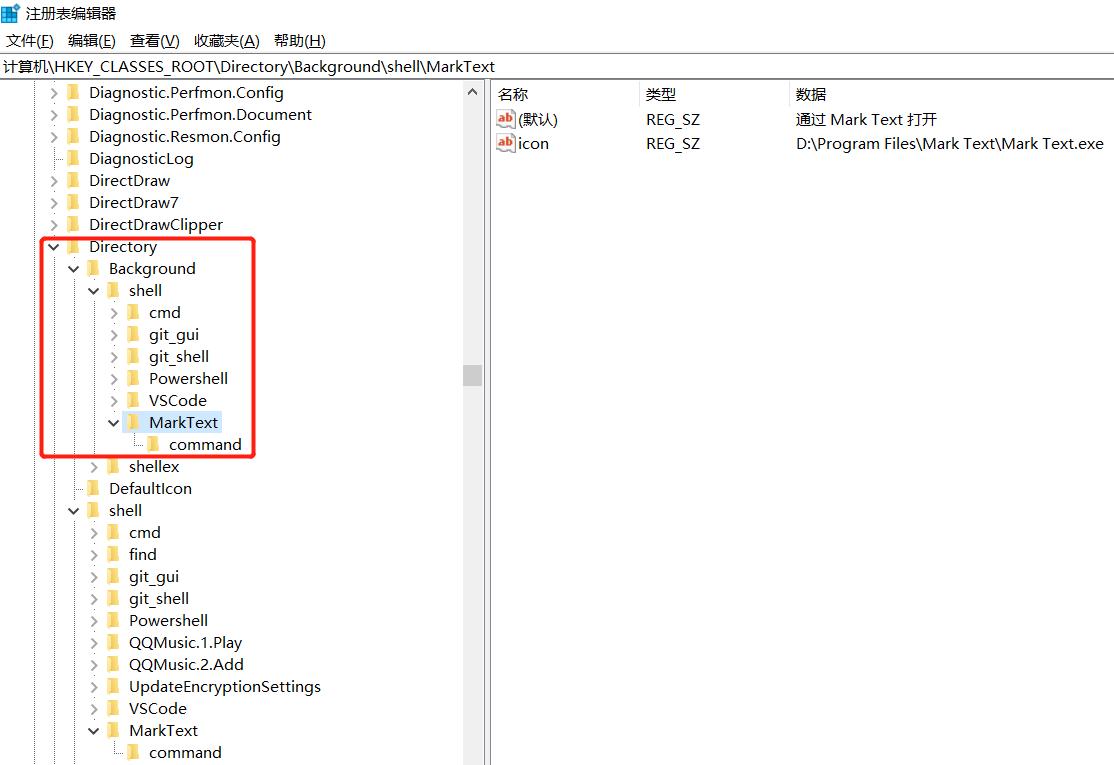 注册表编辑器
文件(F) 编辑(E) 查看(V) 收藏夹(A) 帮助(H)
计算机\HKEY_CLASSES_ROOT\Directory\Background\shell\MarkText
Diagnostic.Perfmon.Config
Diagnostic.Perfmon.Document
Diagnostic.Resmon.Config
DiagnosticLog
DirectDraw
DirectDraw7
DirectDrawClipper
Directory
Background
shell
cmd
git_gui
git_shell
Powershell
VSCode
MarkText
command
shellex
DefaultIcon
shell
cmd
find
git_gui
git_shell
Powershell
QQMusic.1.Play
QQMusic.2.Add
UpdateEncryptionSettings
VSCode
MarkText
command
名称 类型 数据
ab (默认) REG_SZ 通过 Mark Text 打开
ab icon REG_SZ D:\Program Files\Mark Text\Mark Text.exe